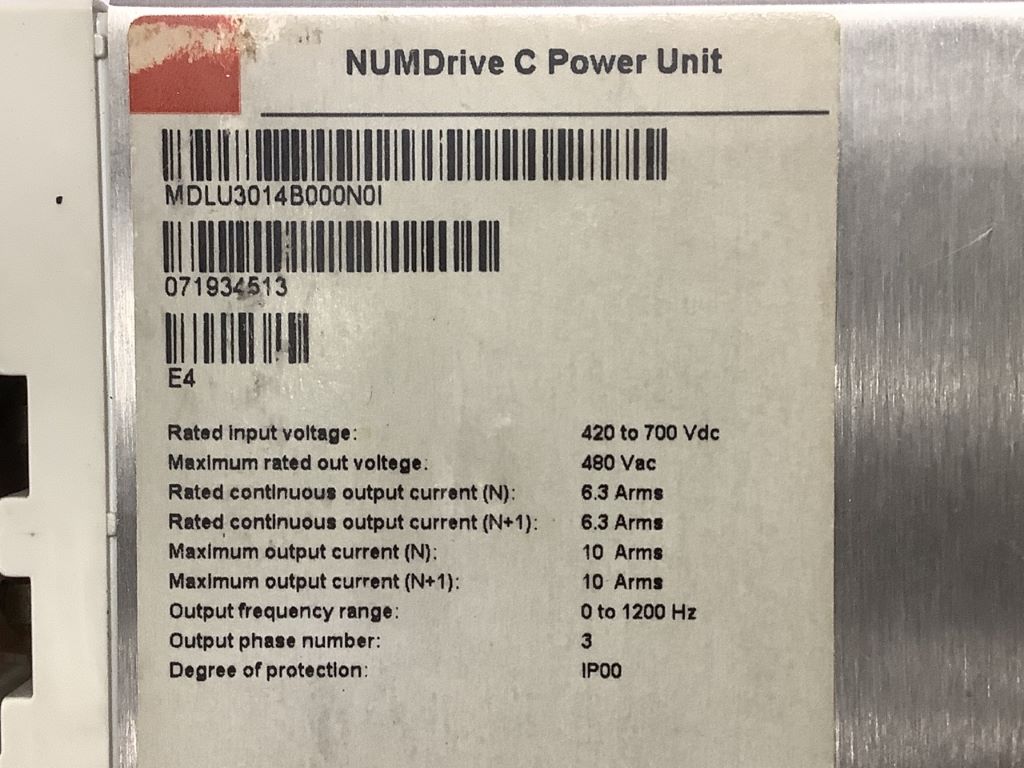 NUMDrive C Power Unit
MDLU3014B000N0I
071934513
E4
Rated input voltage: 420 to 700 Vdc
Maximum rated out voltege: 480 Vac
Rated continuous output current (N): 6.3 Arms
Rated continuous output current (N+1): 6.3 Arms
Maximum output current (N): 10 Arms
Maximum output current (N+1): 10 Arms
Output frequency range: 0 to 1200 Hz
Output phase number: 3
Degree of protection: IP00